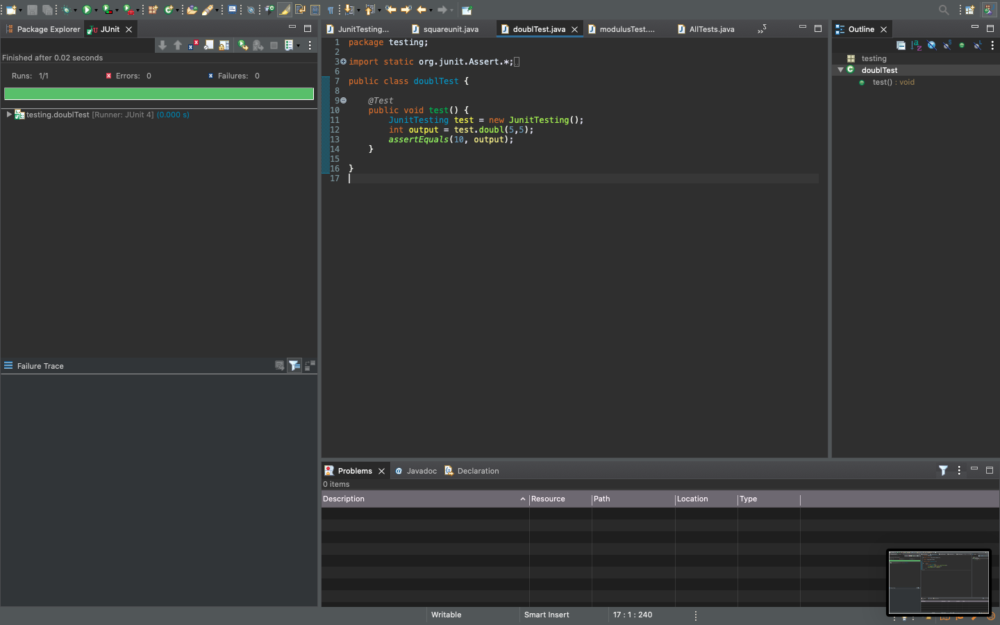 Package Explorer
JUnit
JunitTesting....
squareunit.java
doublTest.java
modulusTest....
AllTests.java
»2
Outline
Finished after 0.02 seconds
Runs: 1/1
Errors: 0
Failures: 0
testing.doublTest [Runner: JUnit 4] (0.000 s)
1 package testing;
2
3 import static org.junit.Assert.*;
6
7 public class doublTest {
8
9 @Test
10 public void test() {
11 JunitTesting test = new JunitTesting();
12 int output = test.doubl(5,5);
13 assertEquals(10, output);
14 }
15
16 }
17
testing
doublTest
test() : void
Failure Trace
Problems
Javadoc
Declaration
0 items
Description
Resource
Path
Location
Type
Writable
Smart Insert
17 : 1 : 240